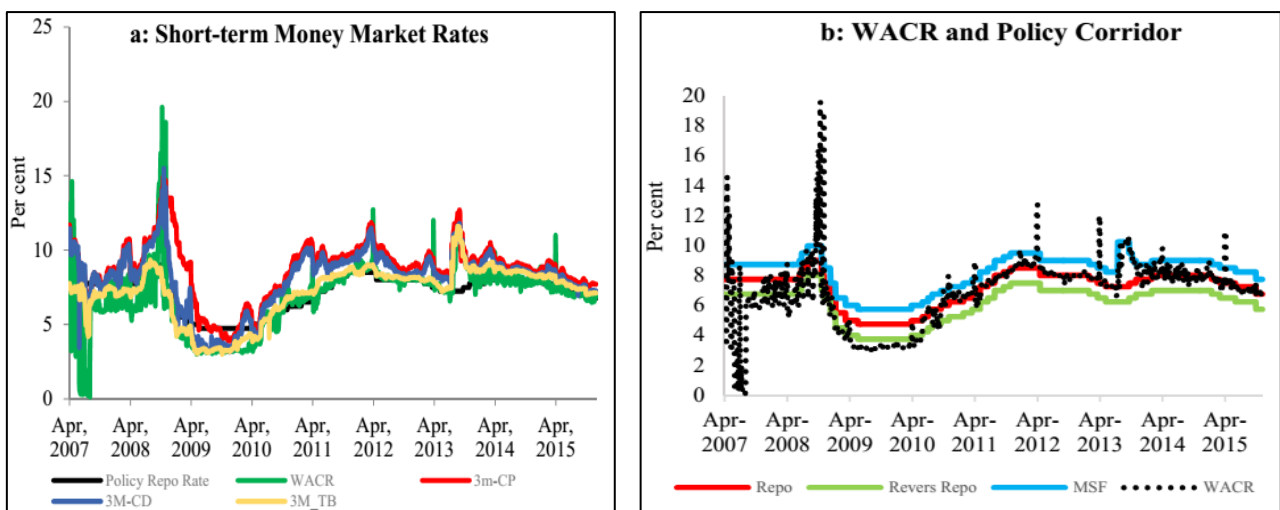 a: Short-term Money Market Rates
Per cent
25
20
15
10
5
0
Apr, 2007
Apr, 2008
Apr, 2009
Apr, 2010
Apr, 2011
Apr, 2012
Apr, 2013
Apr, 2014
Apr, 2015
Policy Repo Rate
WACR
3m-CP
3M-CD
3M_TB
b: WACR and Policy Corridor
Per cent
20
18
16
14
12
10
8
6
4
2
0
Apr-2007
Apr-2008
Apr-2009
Apr-2010
Apr-2011
Apr-2012
Apr-2013
Apr-2014
Apr-2015
Repo
Revers Repo
MSF
WACR